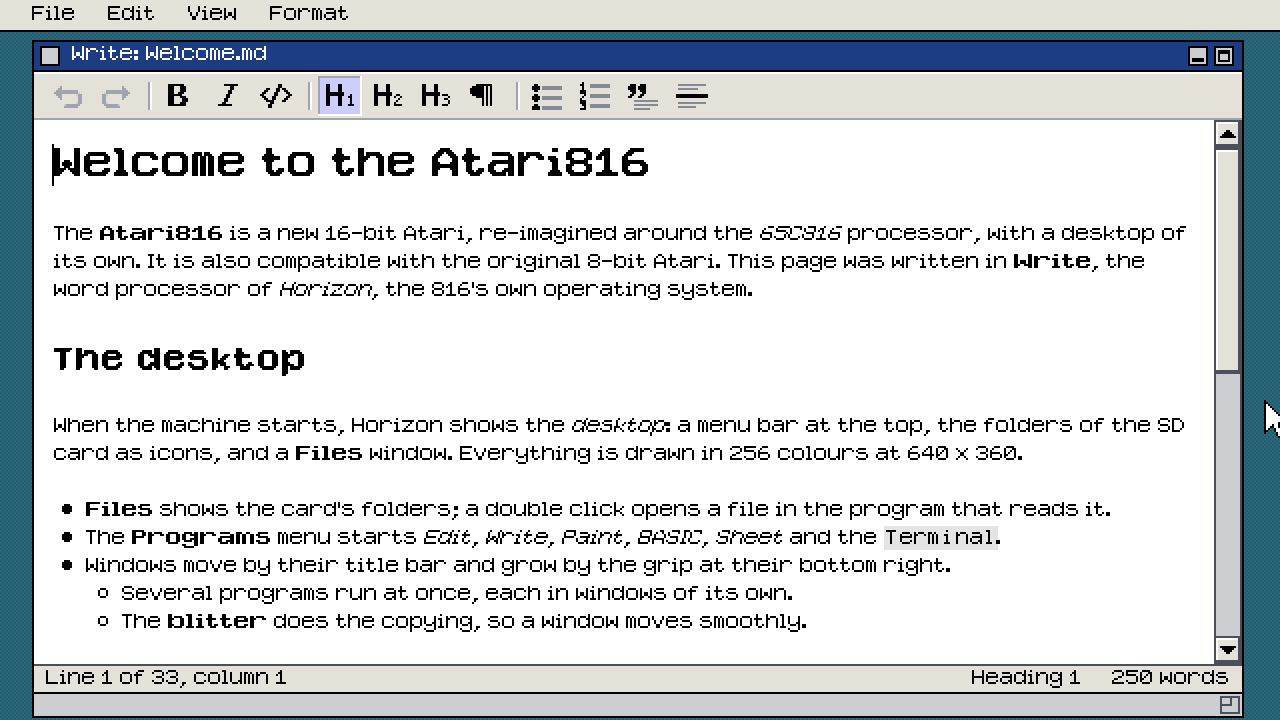 File Edit View Format
Write: Welcome.md
B I </> H1 H2 H3 ¶
Welcome to the Atari816
The Atari816 is a new 16-bit Atari, re-imagined around the 65C816 processor, with a desktop of
its own. It is also compatible with the original 8-bit Atari. This page was written in Write, the
word processor of Horizon, the 816's own operating system.
The desktop
When the machine starts, Horizon shows the desktop: a menu bar at the top, the folders of the SD
card as icons, and a Files window. Everything is drawn in 256 colours at 640 x 360.
● Files shows the card's folders; a double click opens a file in the program that reads it.
● The Programs menu starts Edit, Write, Paint, BASIC, Sheet and the Terminal.
● Windows move by their title bar and grow by the grip at their bottom right.
○ Several programs run at once, each in windows of its own.
○ The blitter does the copying, so a window moves smoothly.
Line 1 of 33, column 1 Heading 1 250 words